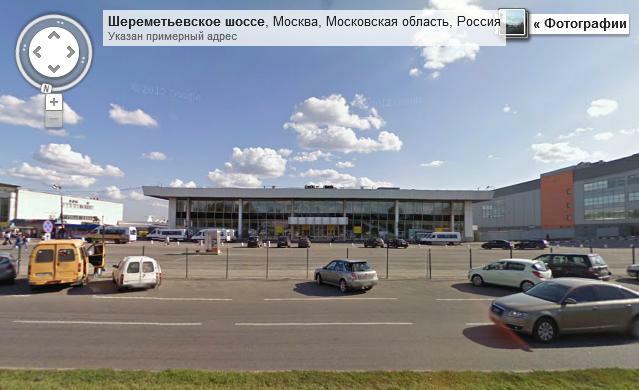 Шереметьевское шоссе, Москва, Московская область, Россия
Указан примерный адрес
« Фотографии
N